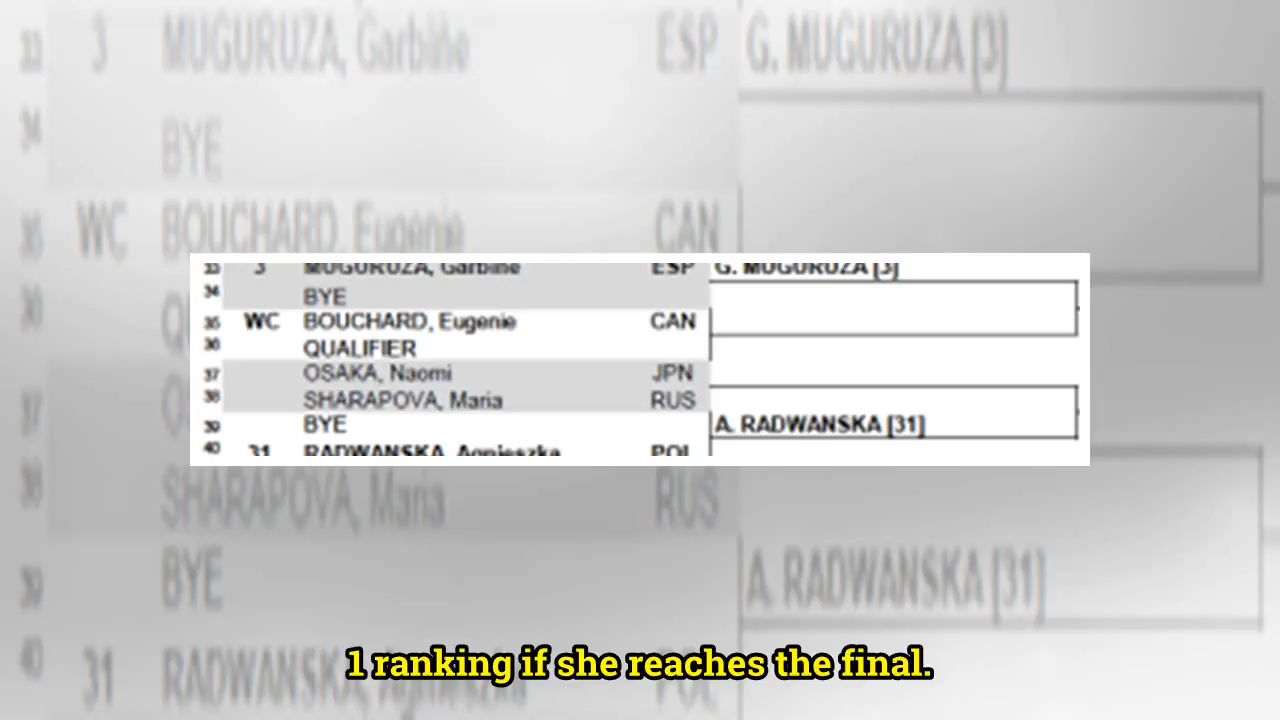 33 3 MUGURUZA, Garbiñe ESP G. MUGURUZA [3]
34 BYE
35 WC BOUCHARD, Eugenie CAN
36 QUALIFIER
37 OSAKA, Naomi JPN
38 SHARAPOVA, Maria RUS
39 BYE A. RADWANSKA [31]
40 31 RADWANSKA, Agnieszka POL
1 ranking if she reaches the final.